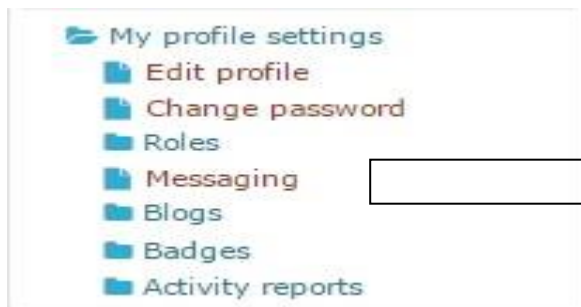 My profile settings
Edit profile
Change password
Roles
Messaging
Blogs
Badges
Activity reports